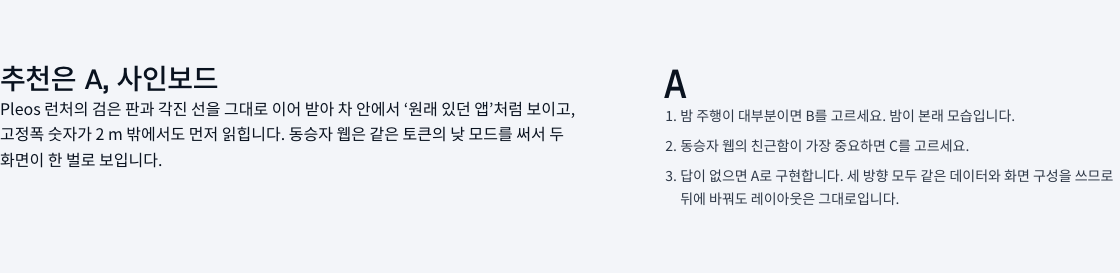 추천은 A, 사인보드
Pleos 런처의 검은 판과 각진 선을 그대로 이어 받아 차 안에서 ‘원래 있던 앱’처럼 보이고,
고정폭 숫자가 2 m 밖에서도 먼저 읽힙니다. 동승자 웹은 같은 토큰의 낮 모드를 써서 두
화면이 한 벌로 보입니다.
A
1. 밤 주행이 대부분이면 B를 고르세요. 밤이 본래 모습입니다.
2. 동승자 웹의 친근함이 가장 중요하면 C를 고르세요.
3. 답이 없으면 A로 구현합니다. 세 방향 모두 같은 데이터와 화면 구성을 쓰므로
뒤에 바꿔도 레이아웃은 그대로입니다.